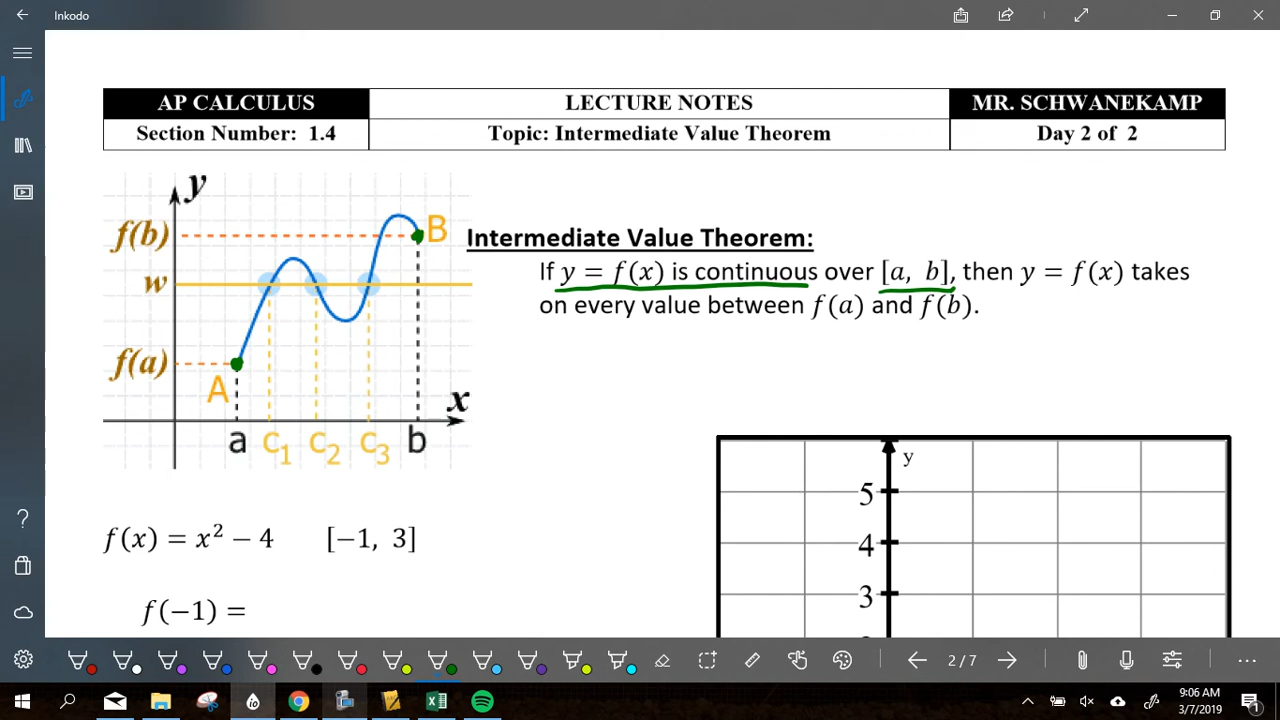 Inkodo
AP CALCULUS LECTURE NOTES MR. SCHWANEKAMP
Section Number: 1.4 Topic: Intermediate Value Theorem Day 2 of 2
y
f(b)
B
w
f(a)
A
x
a c₁ c₂ c₃ b
Intermediate Value Theorem:
If y = f(x) is continuous over [a, b], then y = f(x) takes
on every value between f(a) and f(b).
y
5
4
3
f(x) = x² − 4 [−1, 3]
f(−1) =
2/7
9:06 AM
3/7/2019